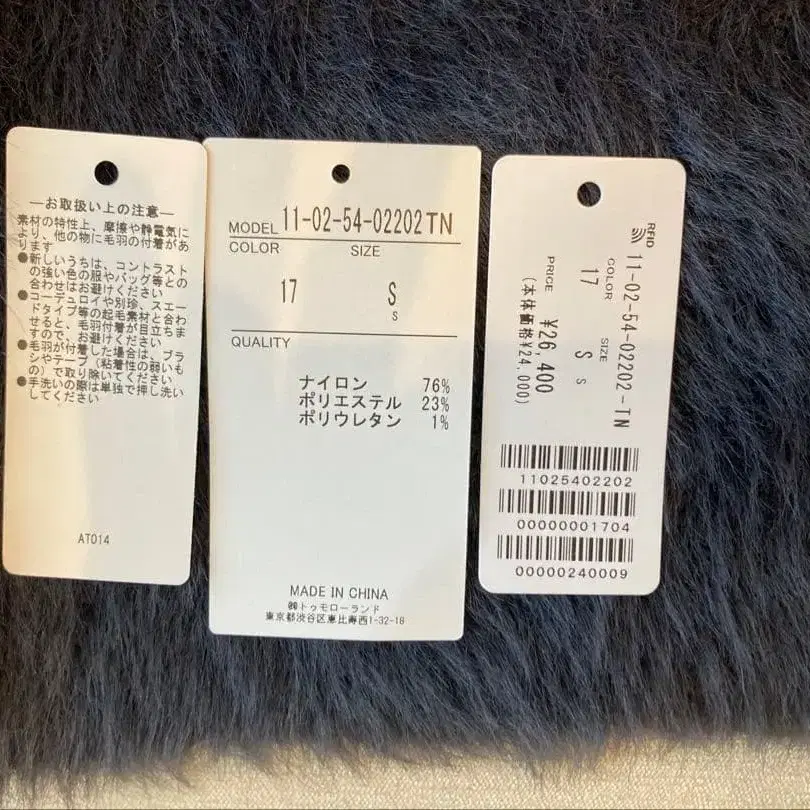 ―お取扱い上の注意―
素材の特性上、摩擦や静電気に
より、他の物に毛羽の付着があ
ります
●新しいうちは、コントラスト
の強い色の服やバッグ等との
合わせはお避けください
●コーデュロイや別珍、スエー
ドタイプ等の起毛素材と合わ
せると、毛羽付着が目立ちま
すので、お避けください
●毛羽が付着した場合は、ブラ
シやテープ（粘着性の弱いも
の）で取り除いてください
●手洗いの際は単独で押し洗い
してください
AT014
MODEL 11-02-54-02202TN
COLOR SIZE
17 S
S
QUALITY
ナイロン 76%
ポリエステル 23%
ポリウレタン 1%
MADE IN CHINA
㈱トゥモローランド
東京都渋谷区恵比寿西1-32-18
RFID
11-02-54-02202-TN
COLOR SIZE
17 S S
PRICE ¥26,400
(本体価格¥24,000)
11025402202
00000001704
00000240009